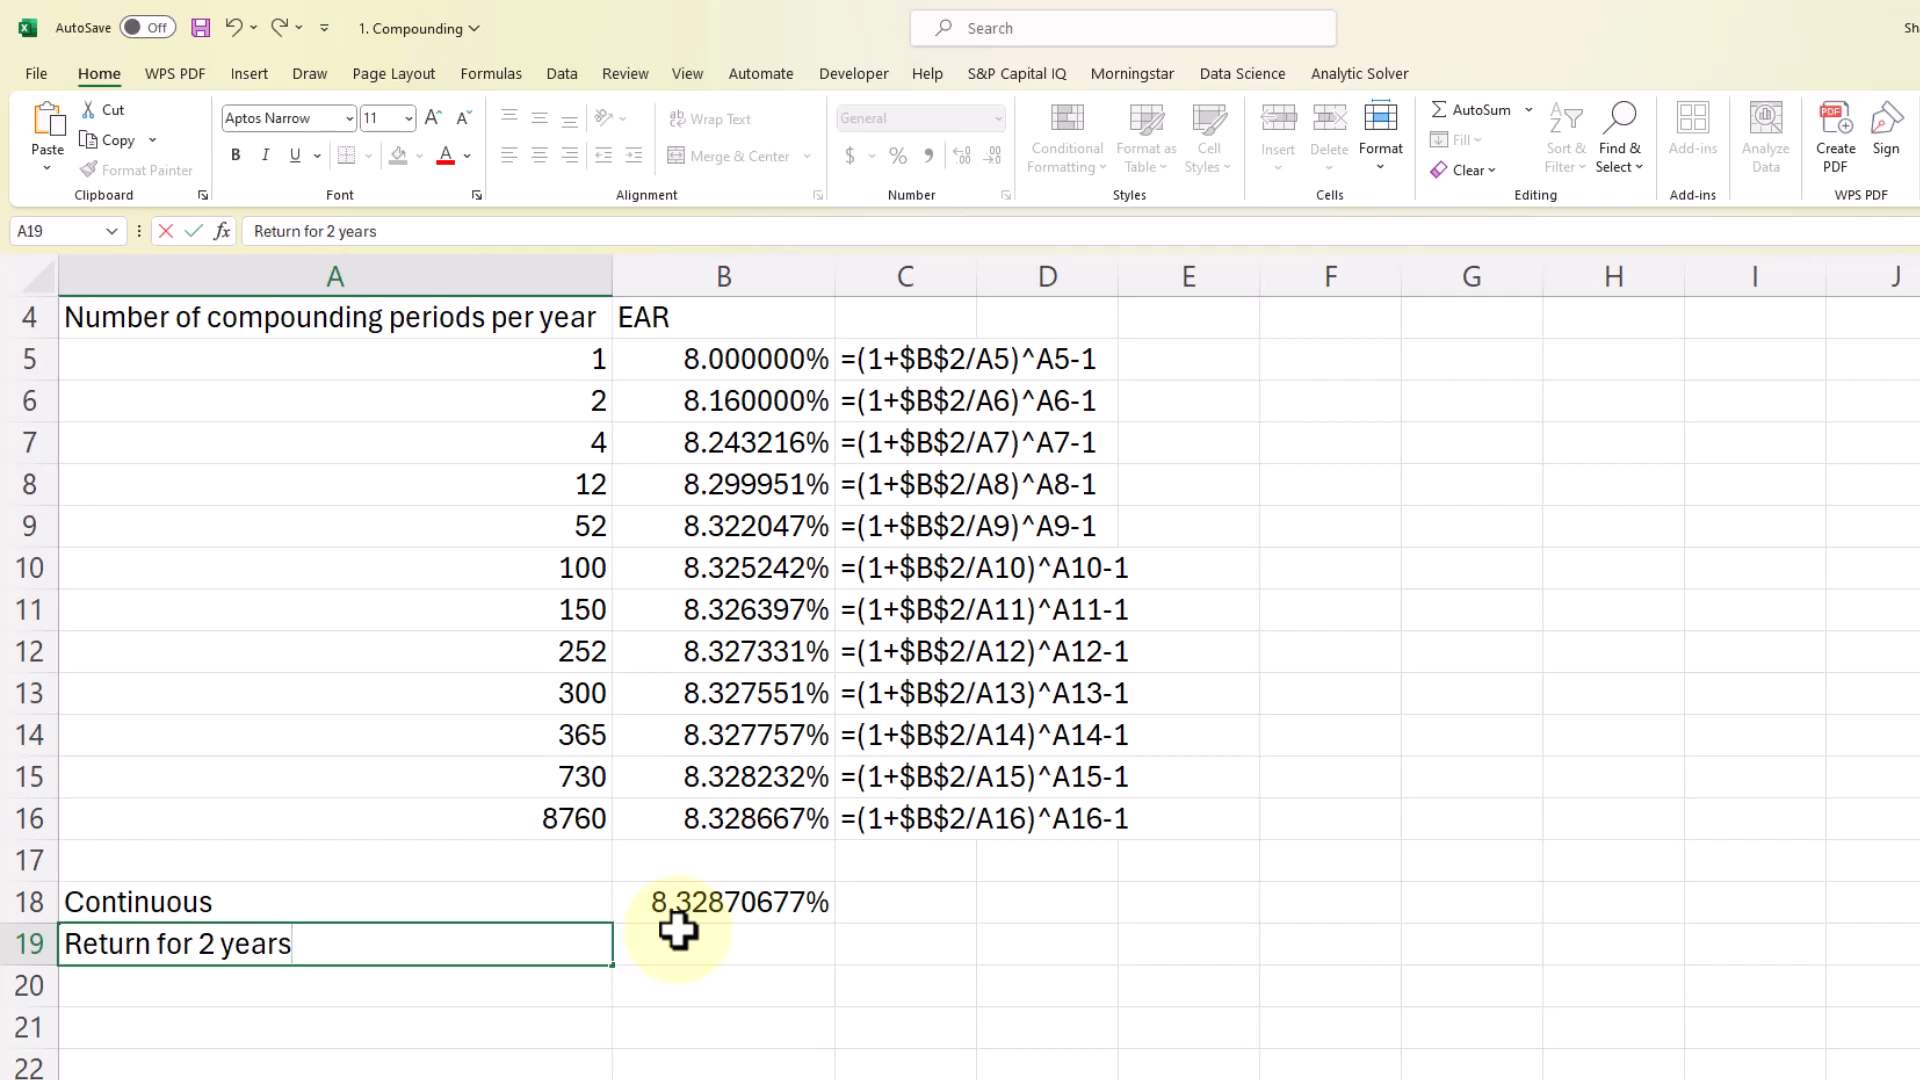 AutoSave Off 1. Compounding Search Sh
File Home WPS PDF Insert Draw Page Layout Formulas Data Review View Automate Developer Help S&P Capital IQ Morningstar Data Science Analytic Solver
Paste Cut Copy Format Painter Clipboard
Aptos Narrow 11 A A B I U A Font
ab Wrap Text Merge & Center Alignment
General $ % 9 Number
Conditional Formatting Format as Table Cell Styles Styles
Insert Delete Format Cells
AutoSum Fill Clear Sort & Filter Find & Select Editing
Add-ins Add-ins
Analyze Data
Create PDF Sign WPS PDF
A19 fx Return for 2 years
A B C D E F G H I J
4 Number of compounding periods per year EAR
5 1 8.000000% =(1+$B$2/A5)^A5-1
6 2 8.160000% =(1+$B$2/A6)^A6-1
7 4 8.243216% =(1+$B$2/A7)^A7-1
8 12 8.299951% =(1+$B$2/A8)^A8-1
9 52 8.322047% =(1+$B$2/A9)^A9-1
10 100 8.325242% =(1+$B$2/A10)^A10-1
11 150 8.326397% =(1+$B$2/A11)^A11-1
12 252 8.327331% =(1+$B$2/A12)^A12-1
13 300 8.327551% =(1+$B$2/A13)^A13-1
14 365 8.327757% =(1+$B$2/A14)^A14-1
15 730 8.328232% =(1+$B$2/A15)^A15-1
16 8760 8.328667% =(1+$B$2/A16)^A16-1
17
18 Continuous 8.32870677%
19 Return for 2 years
20
21
22